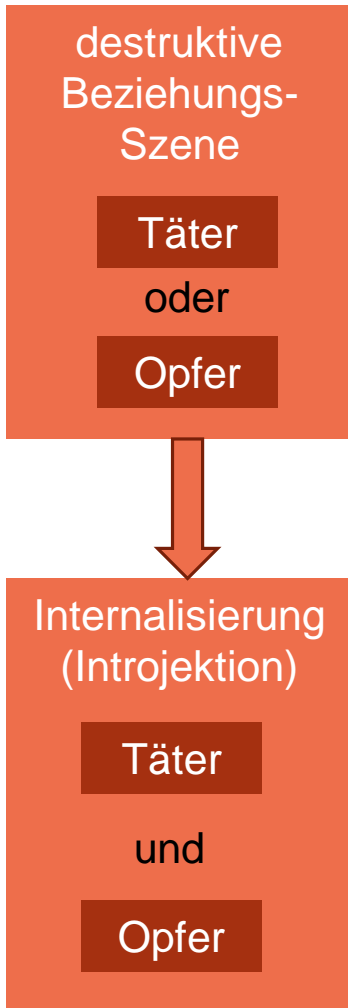 destruktive
Beziehungs-
Szene
Täter
oder
Opfer
Internalisierung
(Introjektion)
Täter
und
Opfer